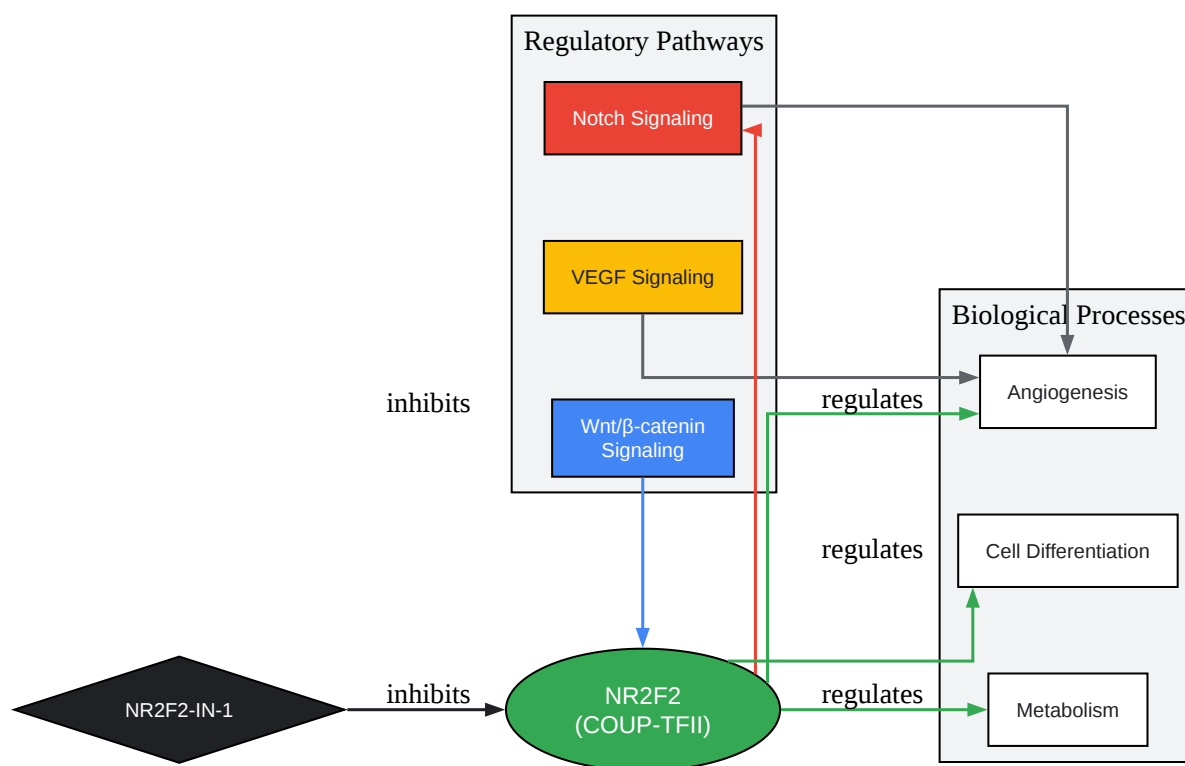 Regulatory Pathways
Notch Signaling
VEGF Signaling
Biological Processes
Angiogenesis
inhibits
regulates
Wnt/β-catenin
Signaling
regulates
Cell Differentiation
NR2F2-IN-1
inhibits
NR2F2
(COUP-TFII)
regulates
Metabolism